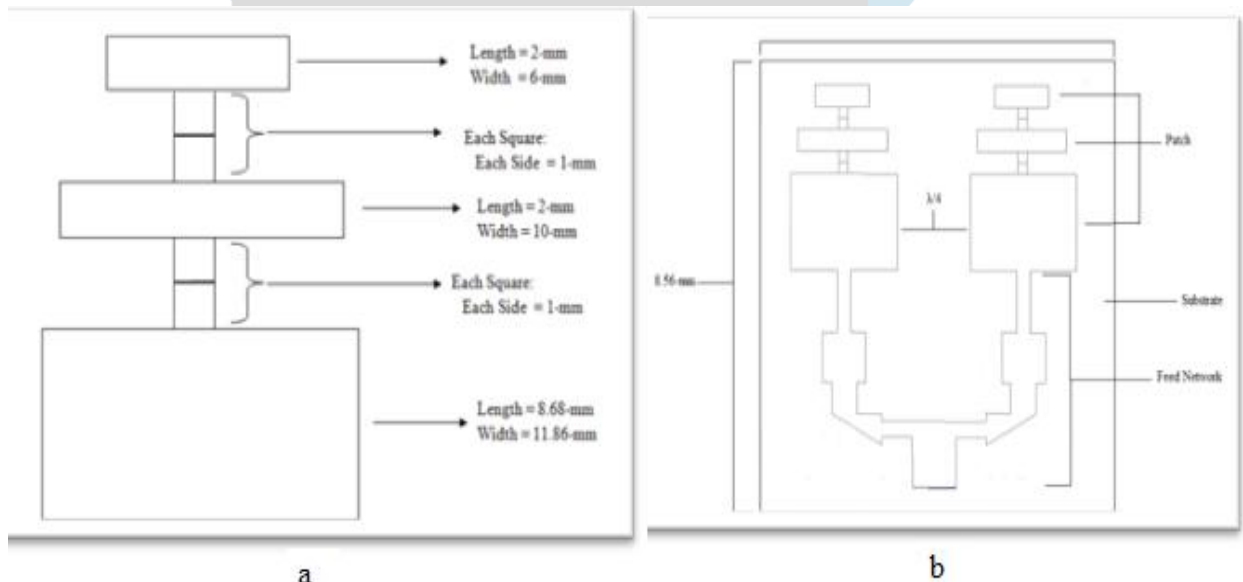 Length = 2-mm
Width = 6-mm
Each Square:
Each Side = 1-mm
Length = 2-mm
Width = 10-mm
Each Square:
Each Side = 1-mm
Length = 8.68-mm
Width = 11.86-mm
a
Patch
λ/4
8.56-mm
Substrate
Feed Network
b